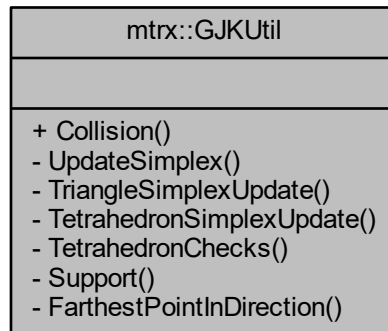 mtrx::GJKUtil
+ Collision()
- UpdateSimplex()
- TriangleSimplexUpdate()
- TetrahedronSimplexUpdate()
- TetrahedronChecks()
- Support()
- FarthestPointInDirection()